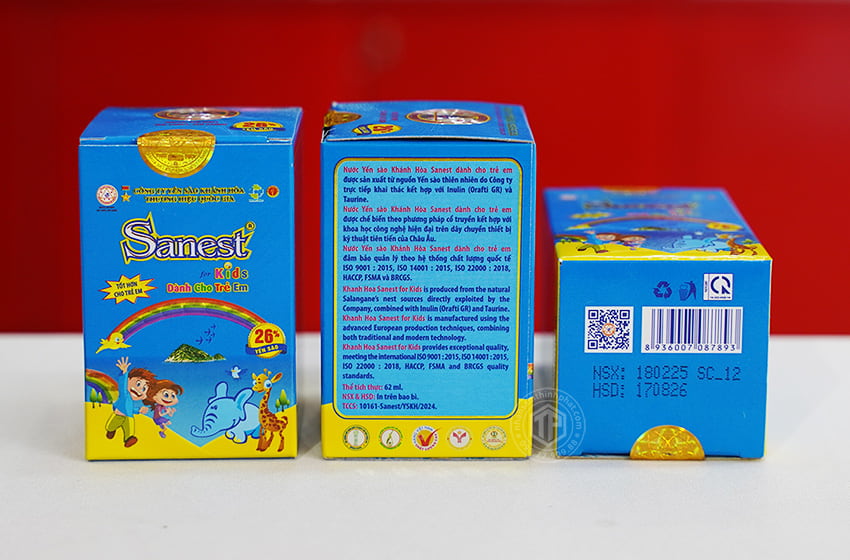 26%
YẾN SÀO
CÔNG TY YẾN SÀO KHÁNH HÒA
THƯƠNG HIỆU QUỐC GIA
Sanest
for Kids
Dành Cho Trẻ Em
TỐT HƠN
CHO TRẺ EM
26%
YẾN SÀO
Nước Yến sào Khánh Hòa Sanest dành cho trẻ em
được sản xuất từ nguồn Yến sào thiên nhiên do Công ty
trực tiếp khai thác kết hợp với Inulin (Orafti GR) và
Taurine.
Nước Yến sào Khánh Hòa Sanest dành cho trẻ em
được chế biến theo phương pháp cổ truyền kết hợp với
khoa học công nghệ hiện đại trên dây chuyền thiết bị
kỹ thuật tiên tiến của Châu Âu.
Nước Yến sào Khánh Hòa Sanest dành cho trẻ em
đảm bảo quản lý theo hệ thống chất lượng quốc tế
ISO 9001 : 2015, ISO 14001 : 2015, ISO 22000 : 2018,
HACCP, FSMA và BRCGS.
Khanh Hoa Sanest for Kids is produced from the natural
Salangane's nest sources directly exploited by the
Company, combined with Inulin (Orafti GR) and Taurine.
Khanh Hoa Sanest for Kids is manufactured using the
advanced European production techniques, combining
both traditional and modern technology.
Khanh Hoa Sanest for Kids provides exceptional quality,
meeting the international ISO 9001 : 2015, ISO 14001 : 2015,
ISO 22000 : 2018, HACCP, FSMA and BRCGS quality
standards.
Thể tích thực: 62 ml.
NSX & HSD: In trên bao bì.
TCCS: 10161-Sanest/YSKH/2024.
8 936007 087893
NSX: 180225 SC_12
HSD: 170826